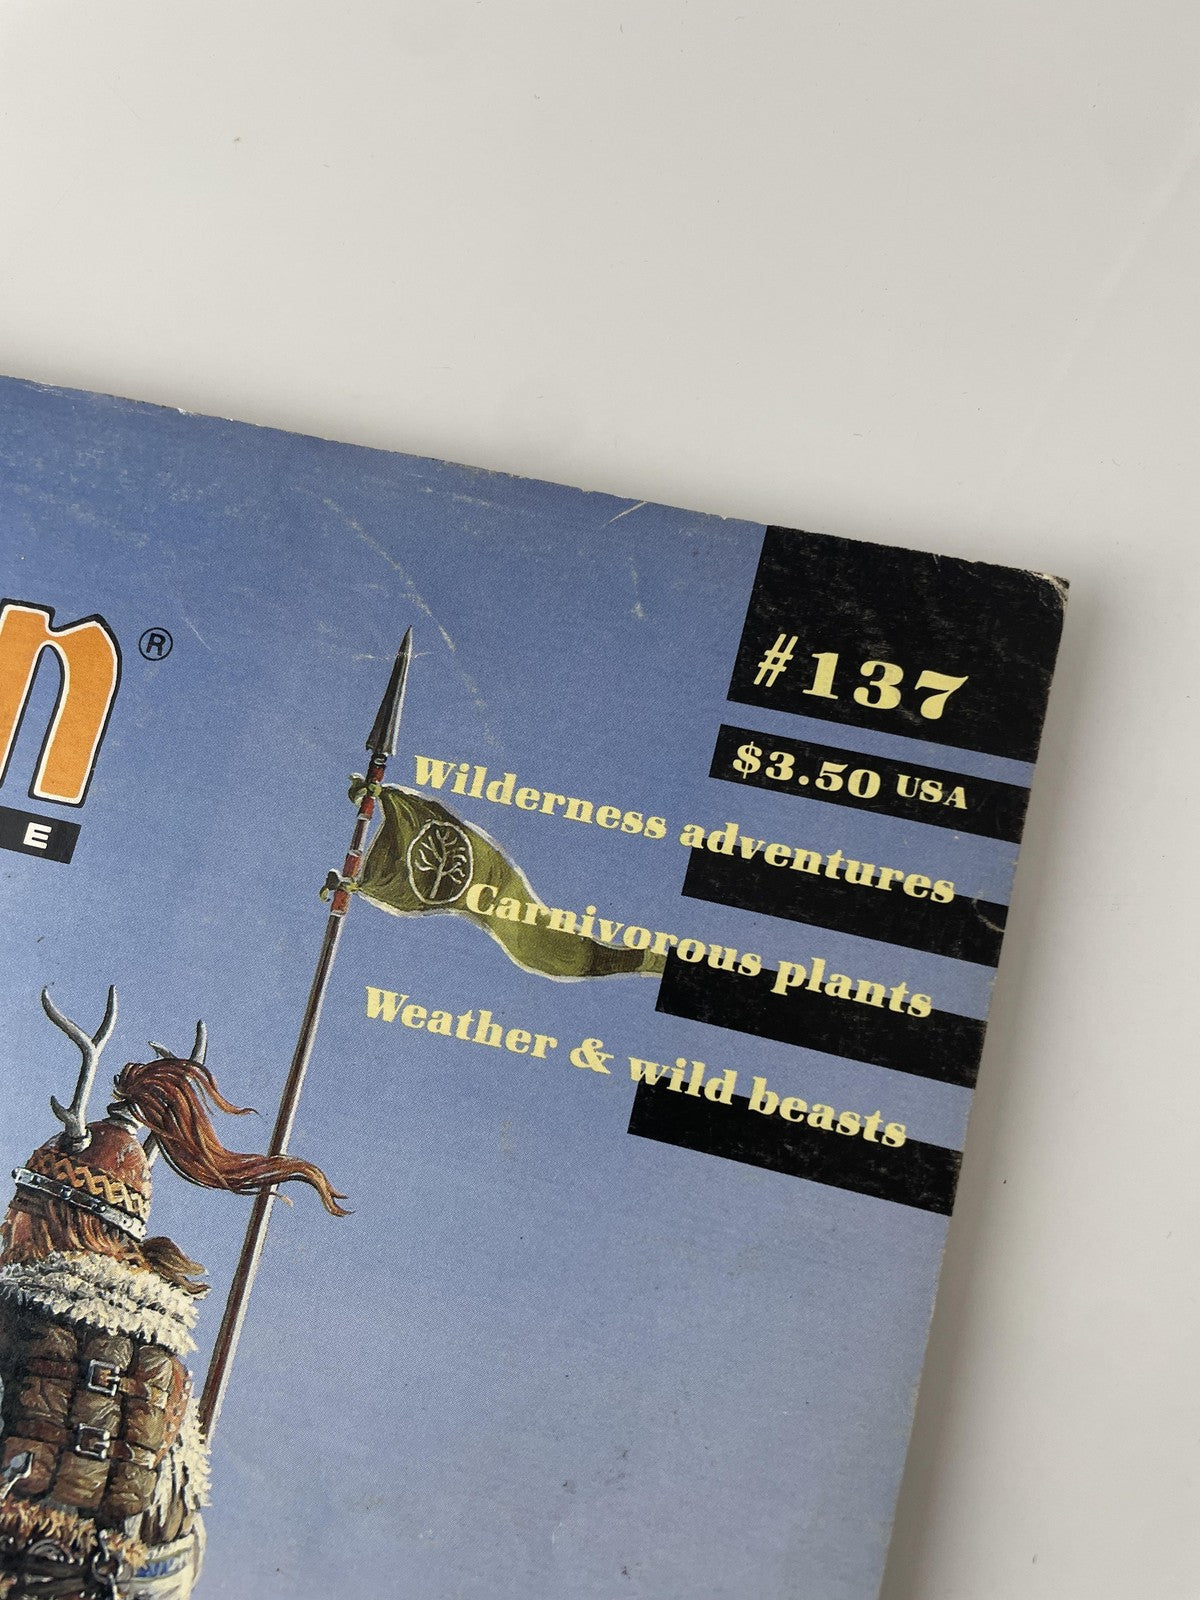 n®
E
#137
$3.50 USA
Wilderness adventures
Carnivorous plants
Weather & wild beasts